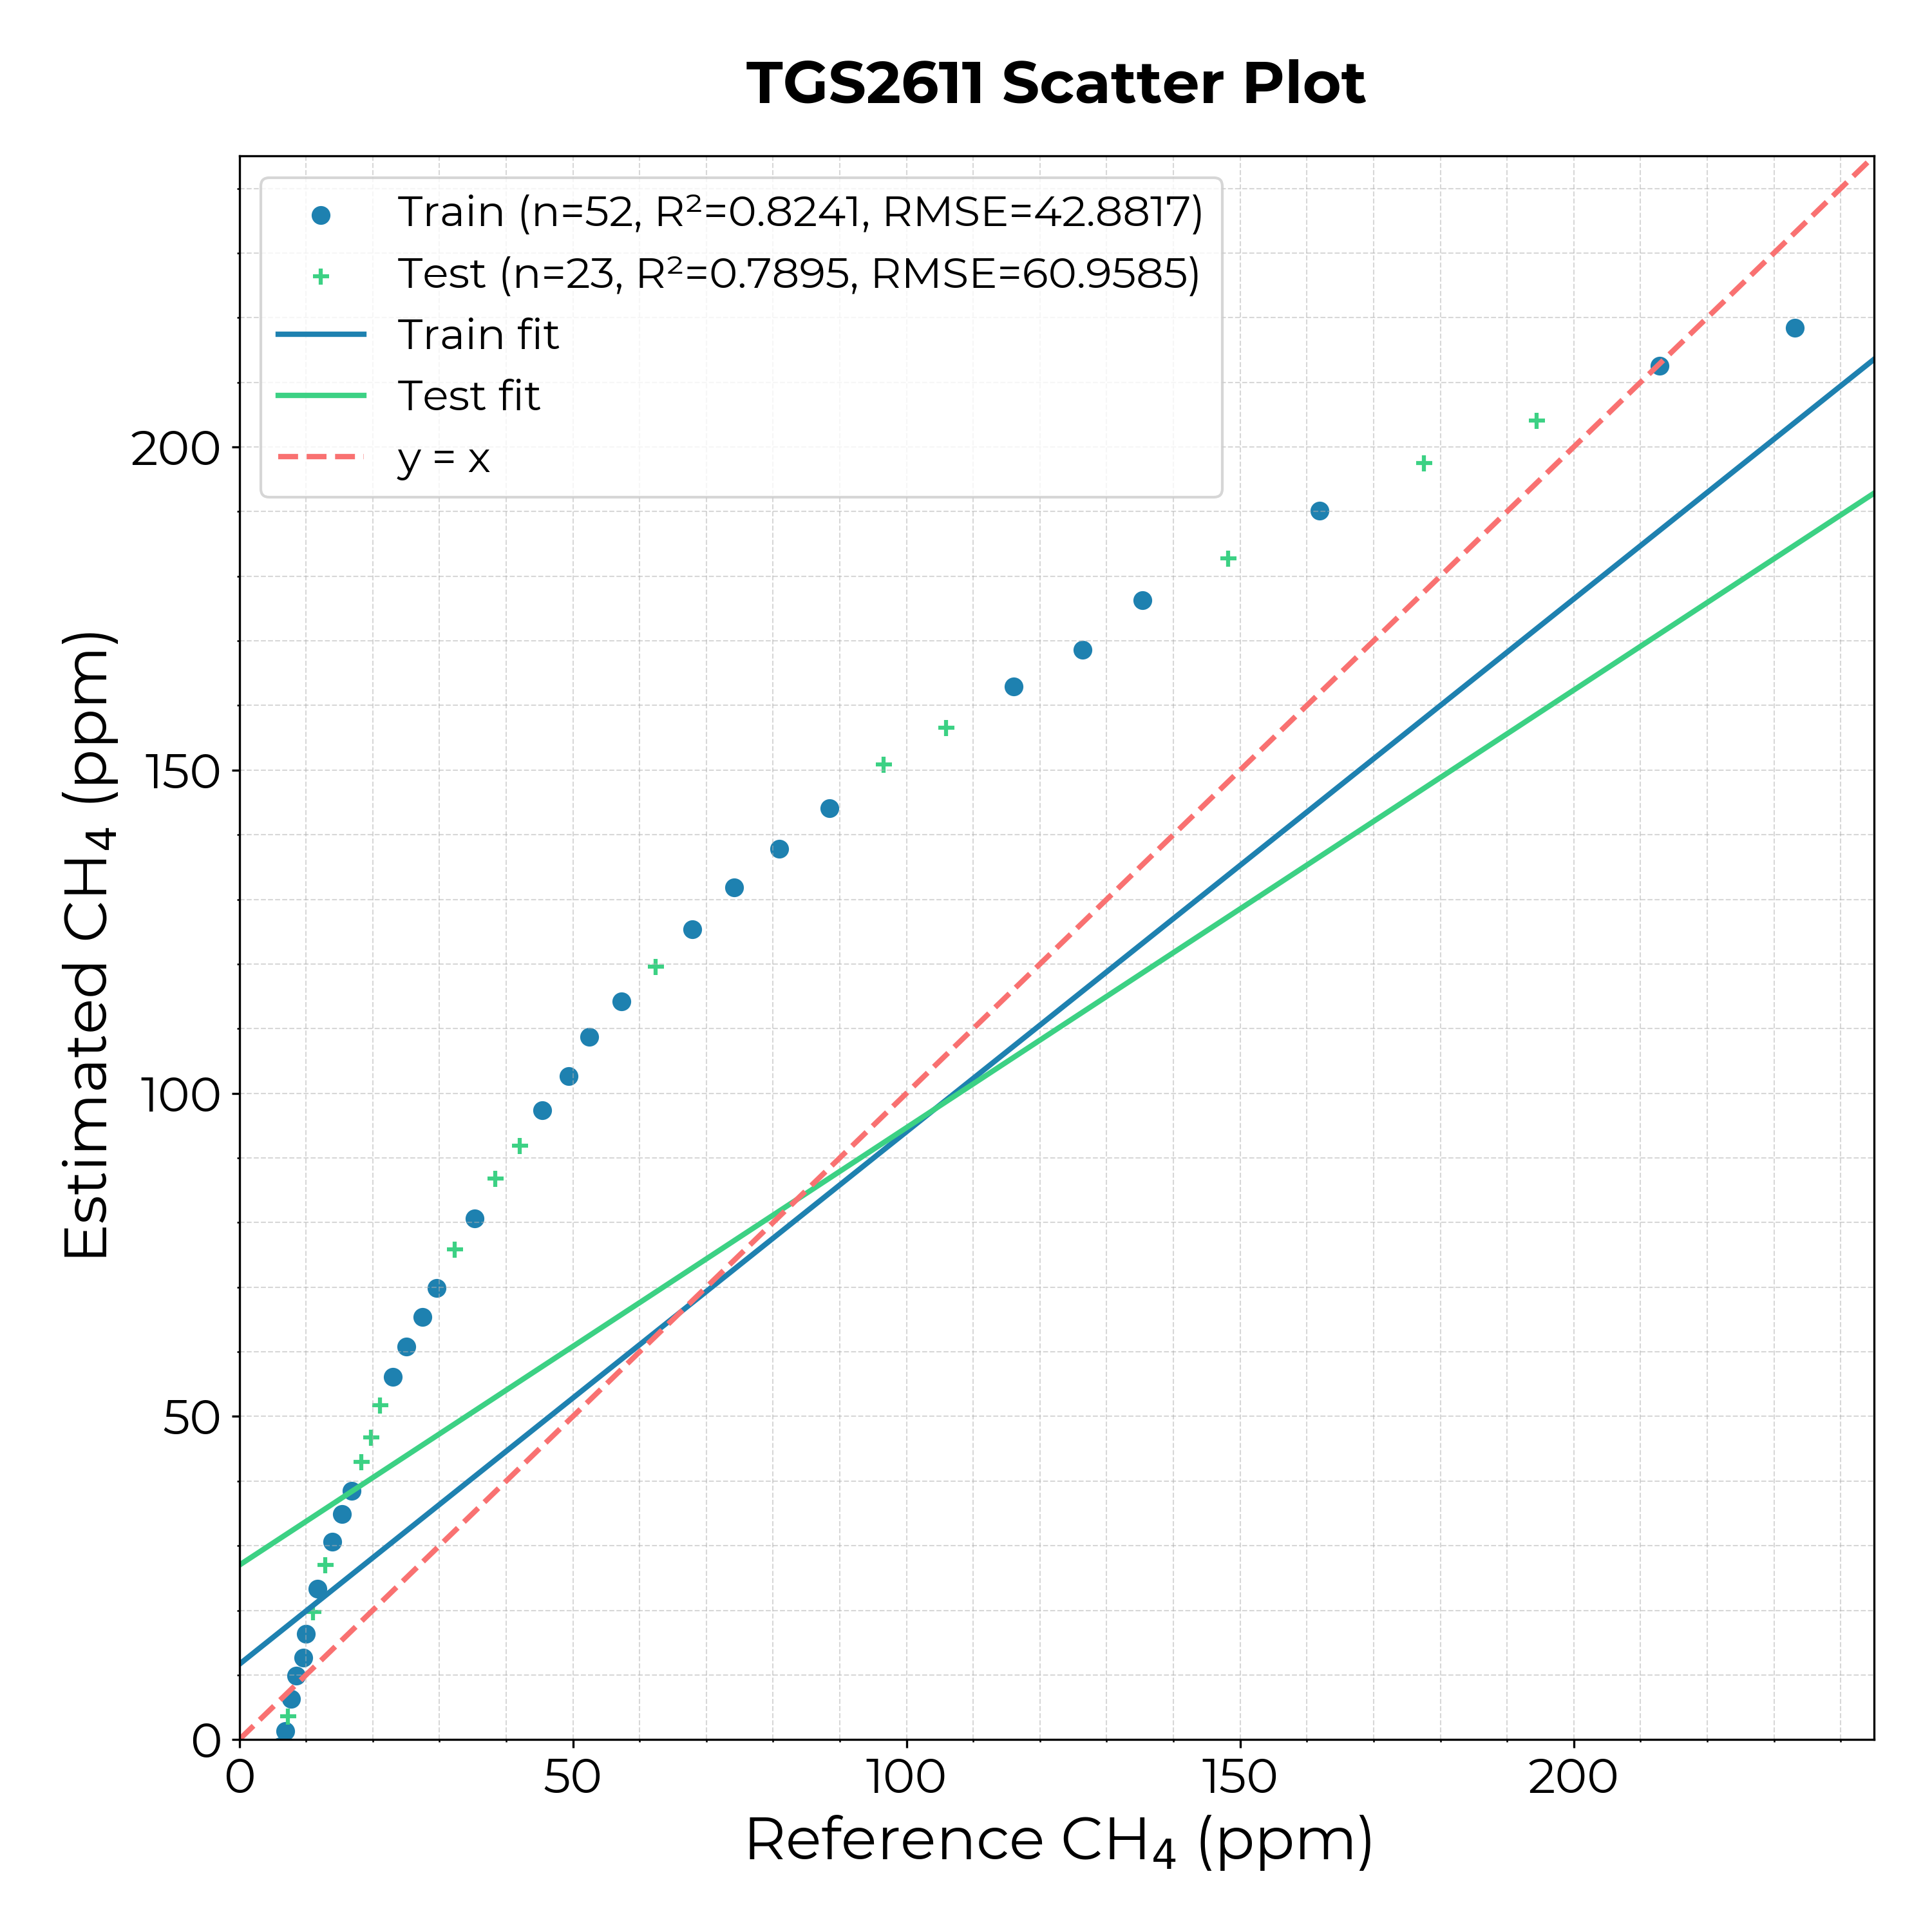 TGS2611 Scatter Plot
Train (n=52, R²=0.8241, RMSE=42.8817)
Test (n=23, R²=0.7895, RMSE=60.9585)
Train fit
Test fit
y = x
Estimated CH₄ (ppm)
200
150
100
50
0
0 50 100 150 200
Reference CH₄ (ppm)